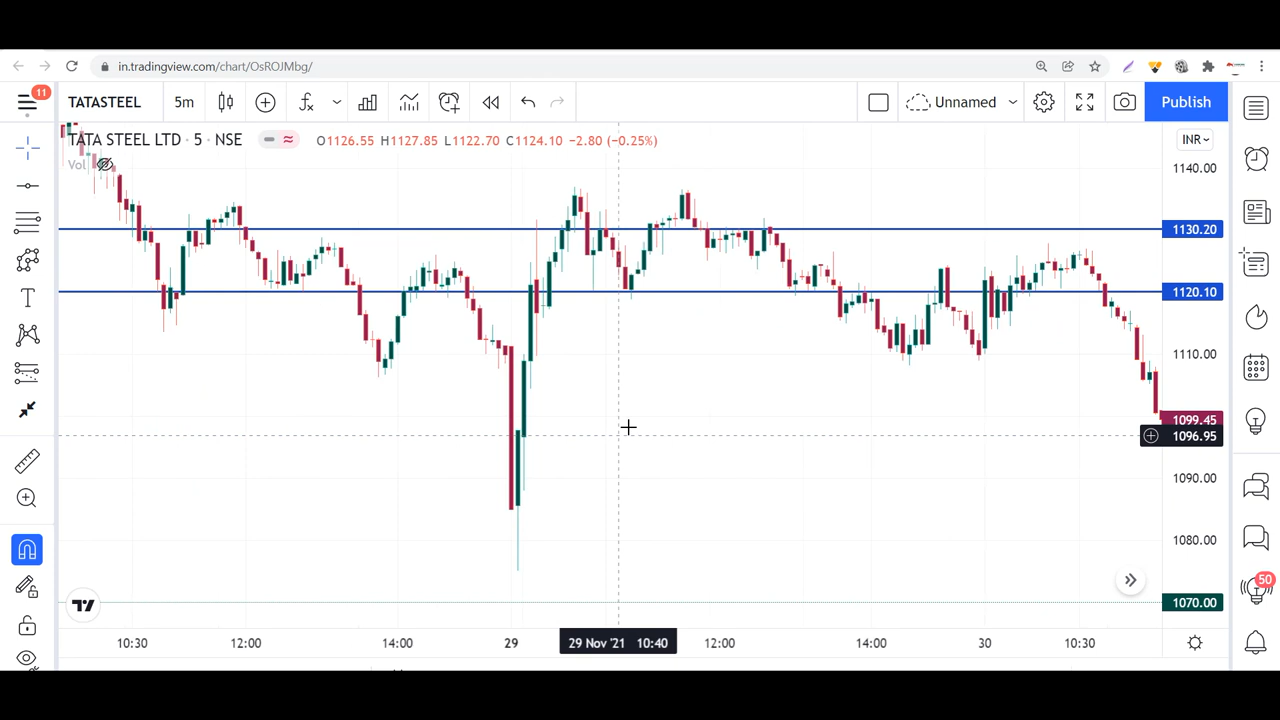 in.tradingview.com/chart/OsROJMbg/
11
TATASTEEL 5m Unnamed Publish
TATA STEEL LTD · 5 · NSE O1126.55 H1127.85 L1122.70 C1124.10 −2.80 (−0.25%)
INR
Vol
1140.00
1130.20
1120.10
1110.00
1099.45
1096.95
1090.00
1080.00
50
1070.00
10:30 12:00 14:00 29 29 Nov '21 10:40 12:00 14:00 30 10:30